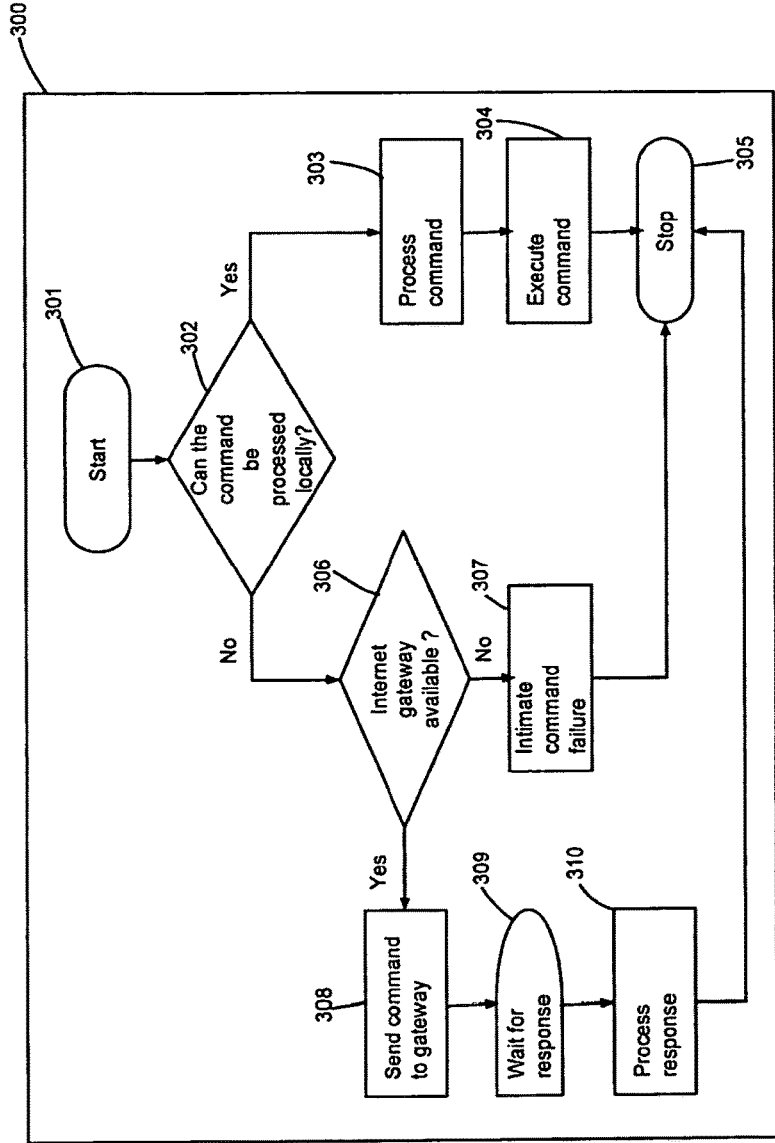 300
301
Start
302
Can the
command
be
processed
locally?
Yes
303
Process
command
304
Execute
command
305
Stop
No
306
Internet
gateway
available ?
No
307
Intimate
command
failure
Yes
308
Send command
to gateway
309
Wait for
response
310
Process
response